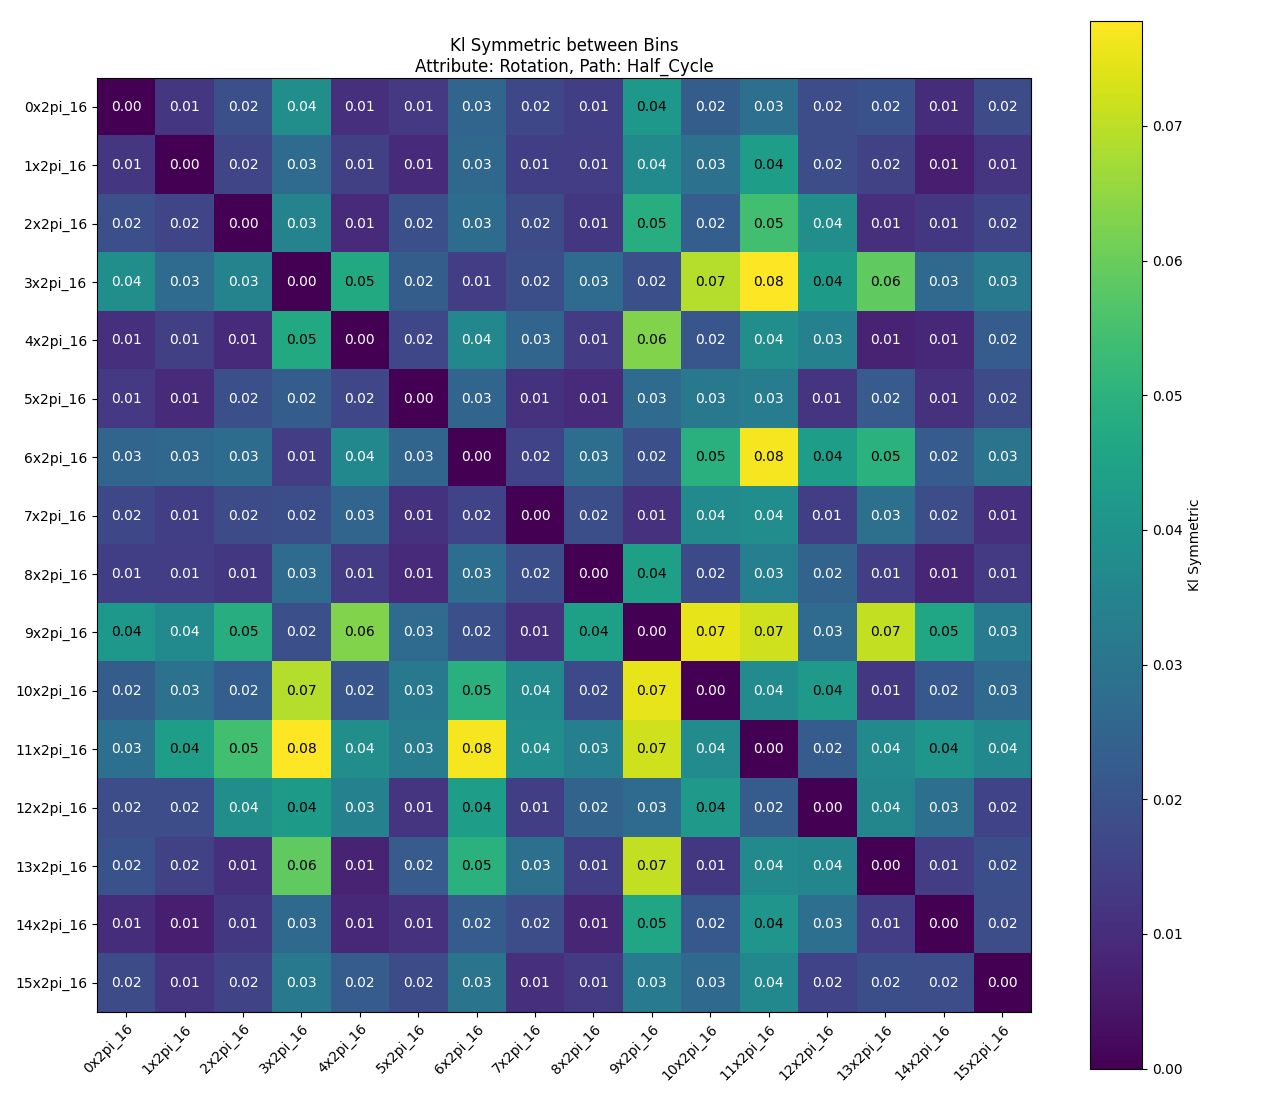 Kl Symmetric between Bins
Attribute: Rotation, Path: Half_Cycle
0x2pi_16 0.00 0.01 0.02 0.04 0.01 0.01 0.03 0.02 0.01 0.04 0.02 0.03 0.02 0.02 0.01 0.02
1x2pi_16 0.01 0.00 0.02 0.03 0.01 0.01 0.03 0.01 0.01 0.04 0.03 0.04 0.02 0.02 0.01 0.01
2x2pi_16 0.02 0.02 0.00 0.03 0.01 0.02 0.03 0.02 0.01 0.05 0.02 0.05 0.04 0.01 0.01 0.02
3x2pi_16 0.04 0.03 0.03 0.00 0.05 0.02 0.01 0.02 0.03 0.02 0.07 0.08 0.04 0.06 0.03 0.03
4x2pi_16 0.01 0.01 0.01 0.05 0.00 0.02 0.04 0.03 0.01 0.06 0.02 0.04 0.03 0.01 0.01 0.02
5x2pi_16 0.01 0.01 0.02 0.02 0.02 0.00 0.03 0.01 0.01 0.03 0.03 0.03 0.01 0.02 0.01 0.02
6x2pi_16 0.03 0.03 0.03 0.01 0.04 0.03 0.00 0.02 0.03 0.02 0.05 0.08 0.04 0.05 0.02 0.03
7x2pi_16 0.02 0.01 0.02 0.02 0.03 0.01 0.02 0.00 0.02 0.01 0.04 0.04 0.01 0.03 0.02 0.01
8x2pi_16 0.01 0.01 0.01 0.03 0.01 0.01 0.03 0.02 0.00 0.04 0.02 0.03 0.02 0.01 0.01 0.01
9x2pi_16 0.04 0.04 0.05 0.02 0.06 0.03 0.02 0.01 0.04 0.00 0.07 0.07 0.03 0.07 0.05 0.03
10x2pi_16 0.02 0.03 0.02 0.07 0.02 0.03 0.05 0.04 0.02 0.07 0.00 0.04 0.04 0.01 0.02 0.03
11x2pi_16 0.03 0.04 0.05 0.08 0.04 0.03 0.08 0.04 0.03 0.07 0.04 0.00 0.02 0.04 0.04 0.04
12x2pi_16 0.02 0.02 0.04 0.04 0.03 0.01 0.04 0.01 0.02 0.03 0.04 0.02 0.00 0.04 0.03 0.02
13x2pi_16 0.02 0.02 0.01 0.06 0.01 0.02 0.05 0.03 0.01 0.07 0.01 0.04 0.04 0.00 0.01 0.02
14x2pi_16 0.01 0.01 0.01 0.03 0.01 0.01 0.02 0.02 0.01 0.05 0.02 0.04 0.03 0.01 0.00 0.02
15x2pi_16 0.02 0.01 0.02 0.03 0.02 0.02 0.03 0.01 0.01 0.03 0.03 0.04 0.02 0.02 0.02 0.00
0x2pi_16 1x2pi_16 2x2pi_16 3x2pi_16 4x2pi_16 5x2pi_16 6x2pi_16 7x2pi_16 8x2pi_16 9x2pi_16 10x2pi_16 11x2pi_16 12x2pi_16 13x2pi_16 14x2pi_16 15x2pi_16
0.07
0.06
0.05
0.04
0.03
0.02
0.01
0.00
Kl Symmetric